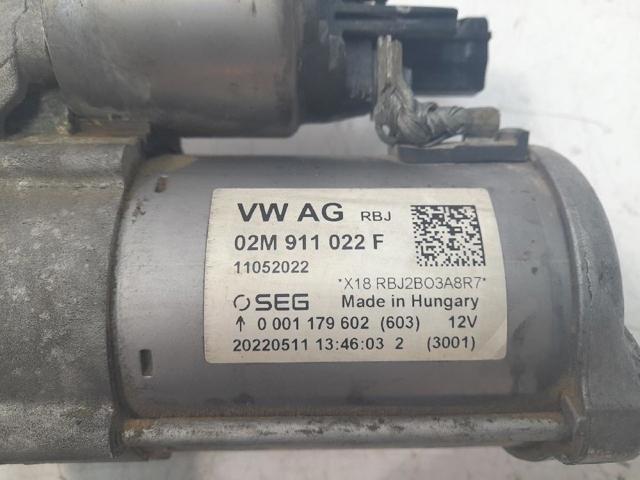 VW AG RBJ
02M 911 022 F
11052022
*X18 RBJ2BO3A8R7*
SEG Made in Hungary
↑ 0 001 179 602 (603) 12V
20220511 13:46:03 2 (3001)